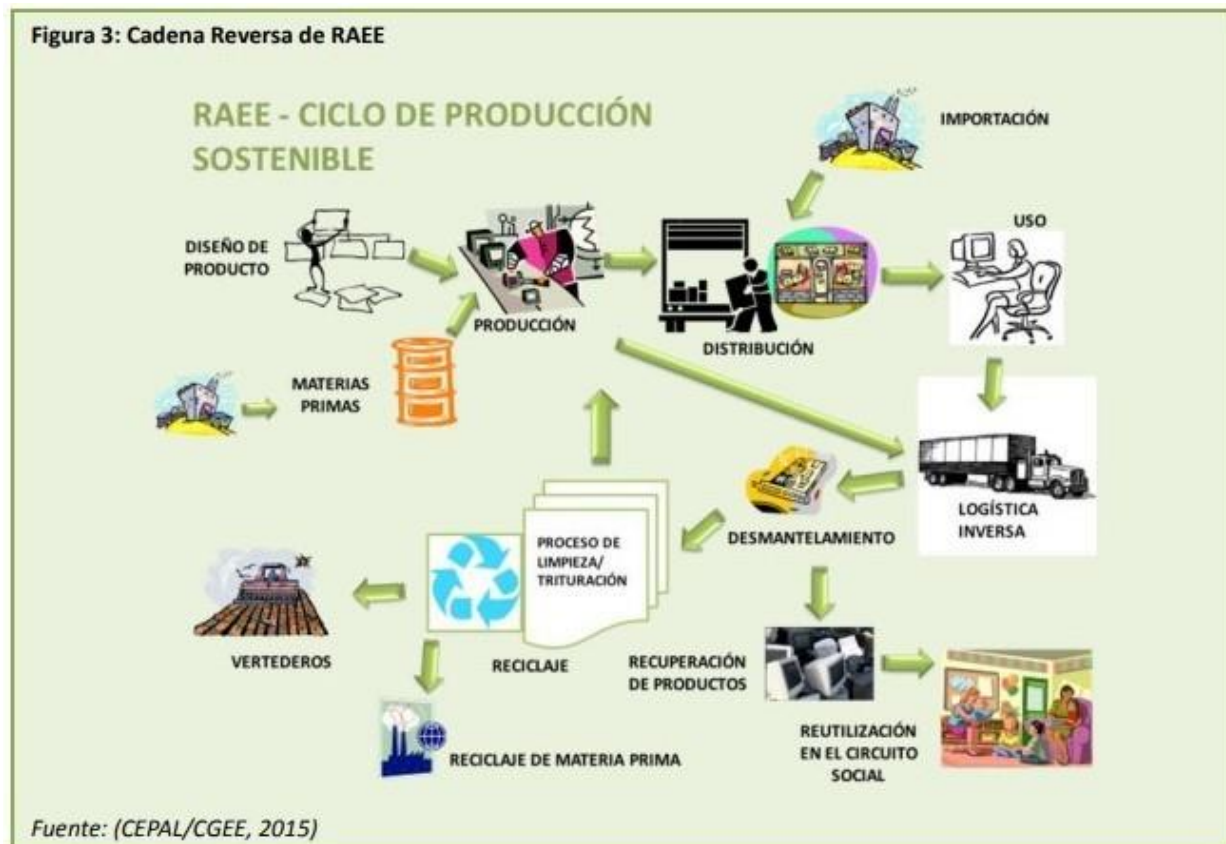 Figura 3: Cadena Reversa de RAEE
RAEE - CICLO DE PRODUCCIÓN
SOSTENIBLE
IMPORTACIÓN
USO
DISEÑO DE
PRODUCTO
PRODUCCIÓN
DISTRIBUCIÓN
MATERIAS
PRIMAS
LOGÍSTICA
INVERSA
DESMANTELAMIENTO
PROCESO DE
LIMPIEZA/
TRITURACIÓN
VERTEDEROS
RECICLAJE
RECUPERACIÓN
DE PRODUCTOS
REUTILIZACIÓN
EN EL CIRCUITO
SOCIAL
RECICLAJE DE MATERIA PRIMA
Fuente: (CEPAL/CGEE, 2015)